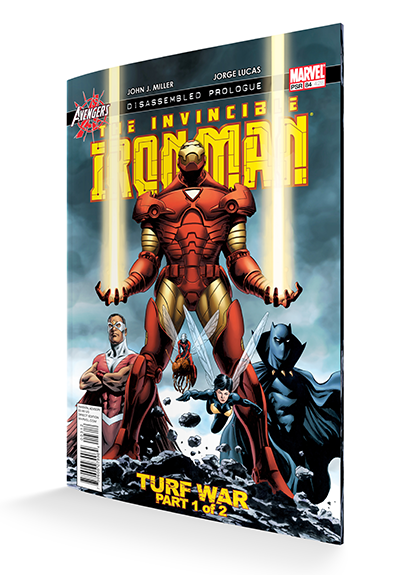 JOHN J. MILLER
JORGE LUCAS
MARVEL
PSR 84
DISASSEMBLED PROLOGUE
AVENGERS
THE INVINCIBLE
IRON MAN
TURF WAR
PART 1 of 2